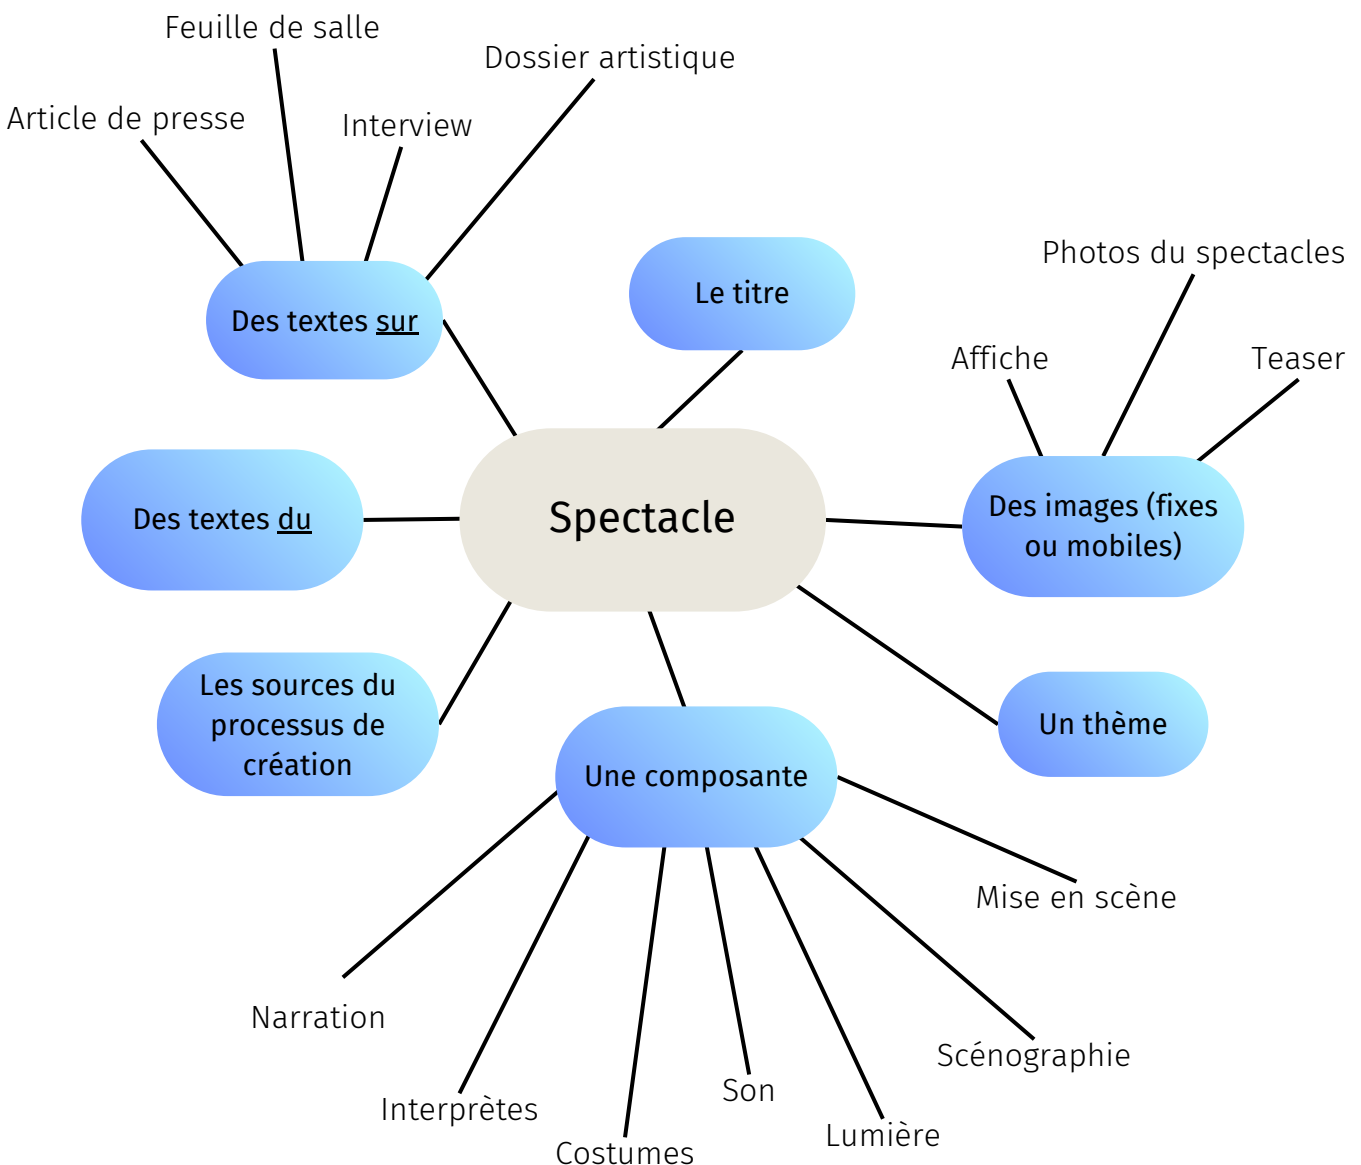 Feuille de salle
Dossier artistique
Article de presse
Interview
Des textes sur
Le titre
Photos du spectacles
Affiche
Teaser
Des textes du
Spectacle
Des images (fixes
ou mobiles)
Les sources du
processus de
création
Une composante
Un thème
Mise en scène
Narration
Scénographie
Interprètes
Son
Lumière
Costumes